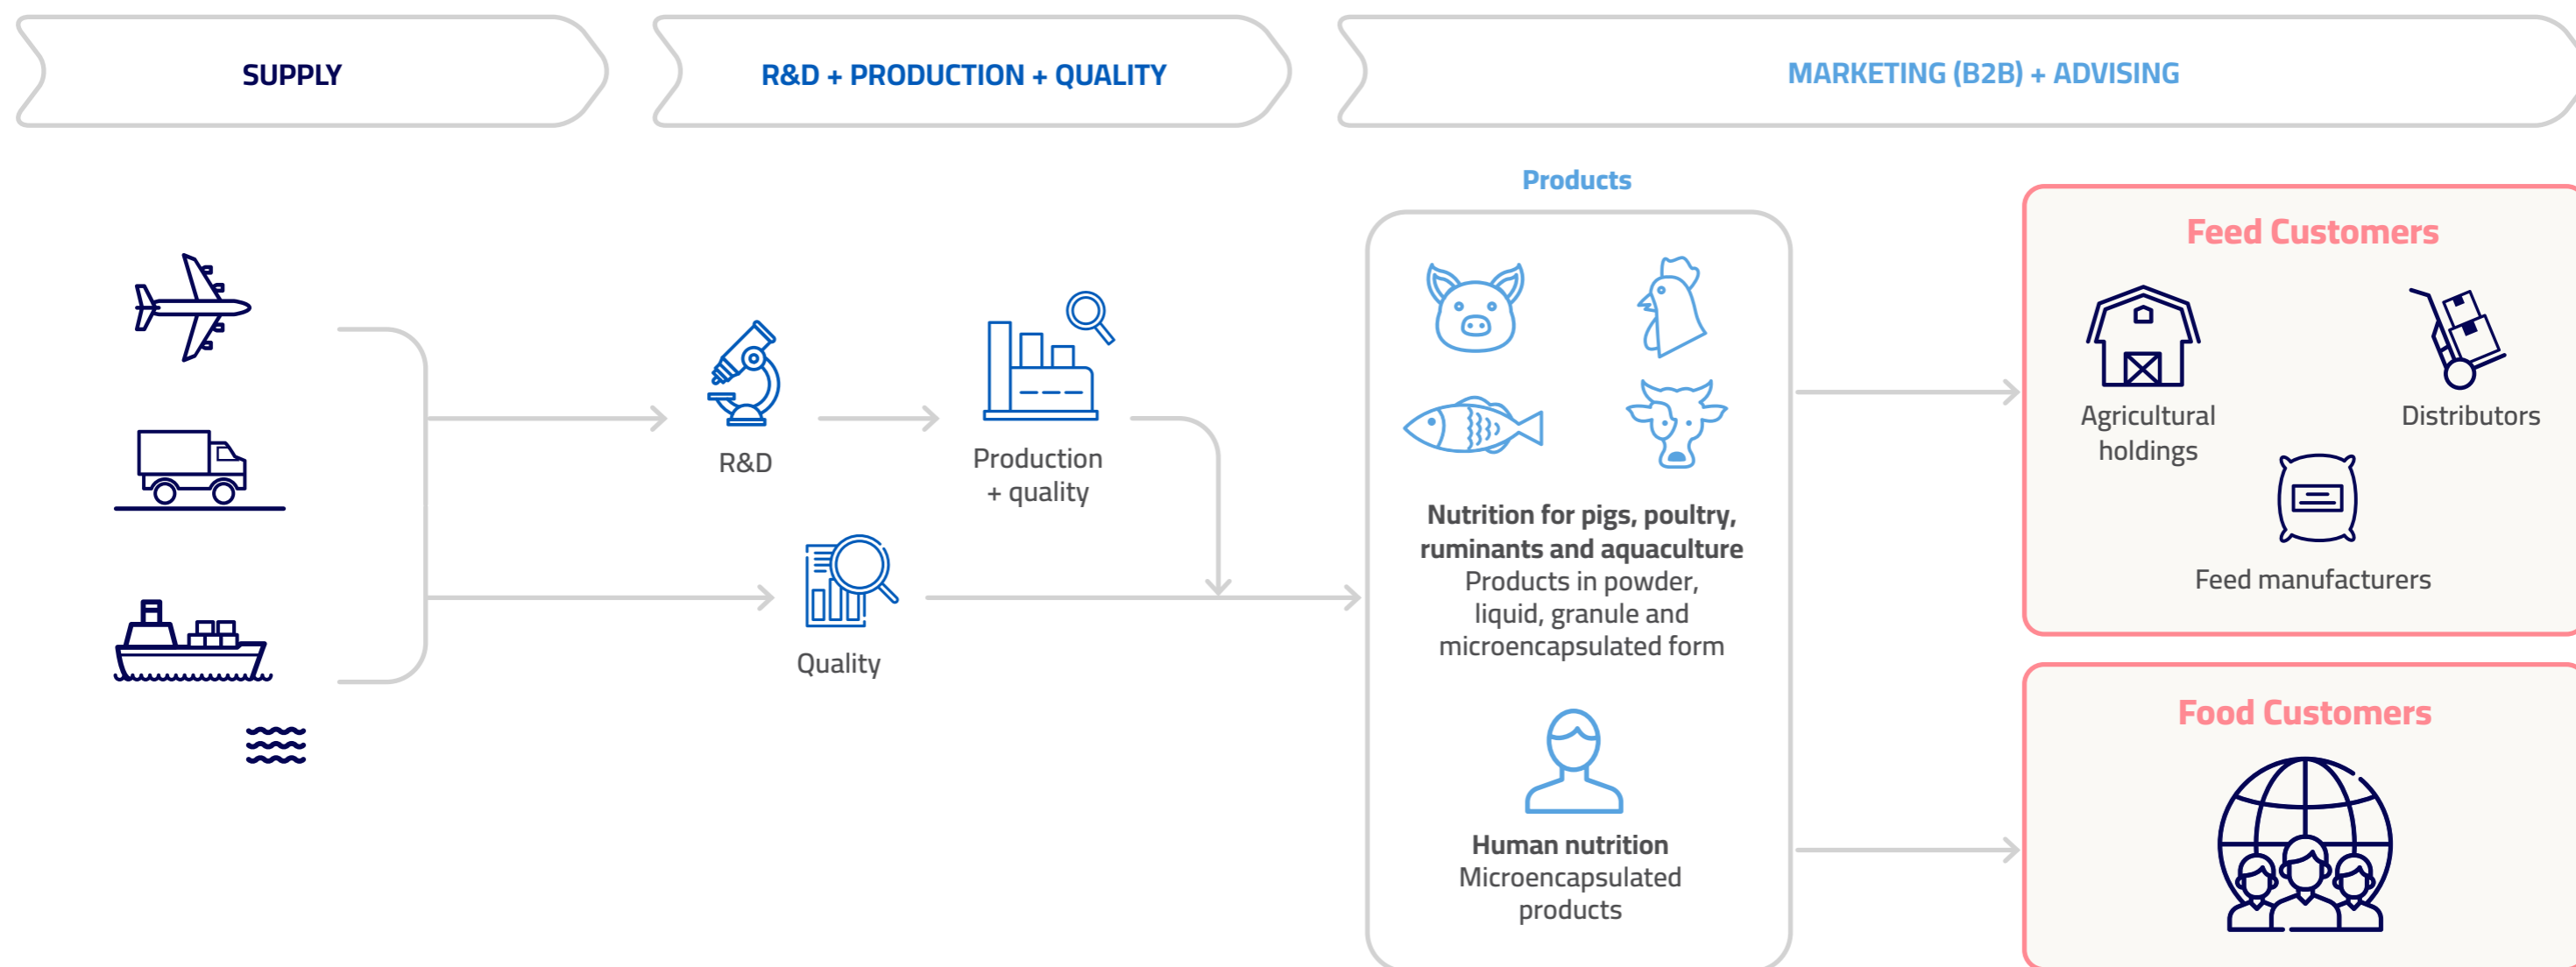 SUPPLY
R&D + PRODUCTION + QUALITY
MARKETING (B2B) + ADVISING
R&D
Production
+ quality
Quality
Products
Nutrition for pigs, poultry,
ruminants and aquaculture
Products in powder,
liquid, granule and
microencapsulated form
Human nutrition
Microencapsulated
products
Feed Customers
Agricultural
holdings
Distributors
Feed manufacturers
Food Customers